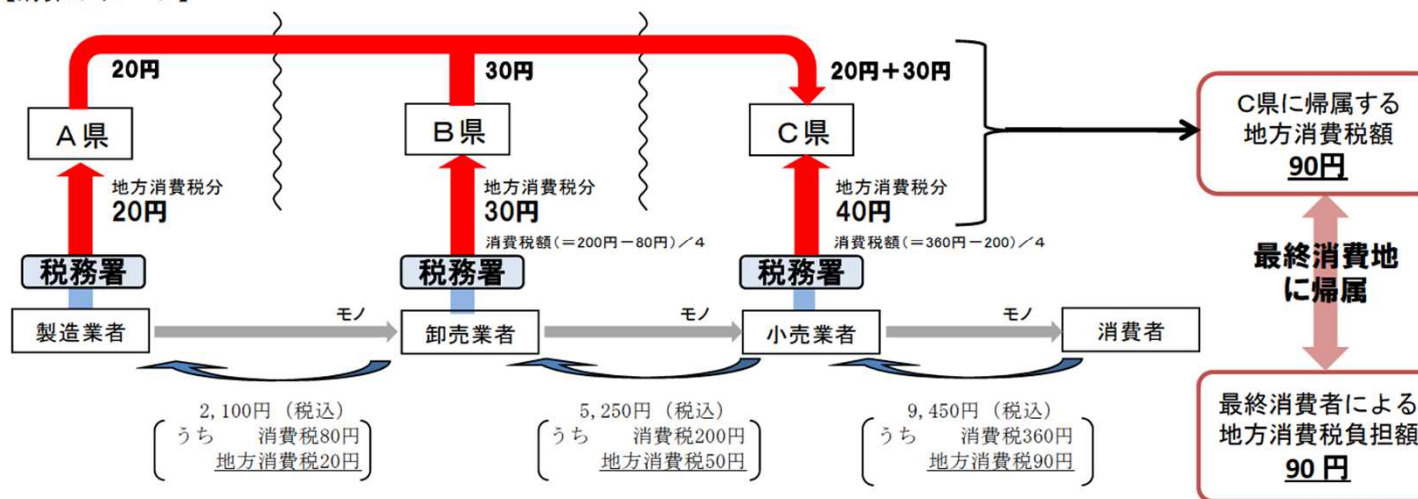 20円
30円
20円＋30円
A県
B県
C県
C県に帰属する
地方消費税額
90円
地方消費税分
20円
地方消費税分
30円
消費税額(＝200円－80円)／4
地方消費税分
40円
消費税額(＝360円－200)／4
最終消費地
に帰属
税務署
税務署
税務署
製造業者
モノ
卸売業者
モノ
小売業者
モノ
消費者
2,100円（税込）
うち　消費税80円
地方消費税20円
5,250円（税込）
うち　消費税200円
地方消費税50円
9,450円（税込）
うち　消費税360円
地方消費税90円
最終消費者による
地方消費税負担額
90 円